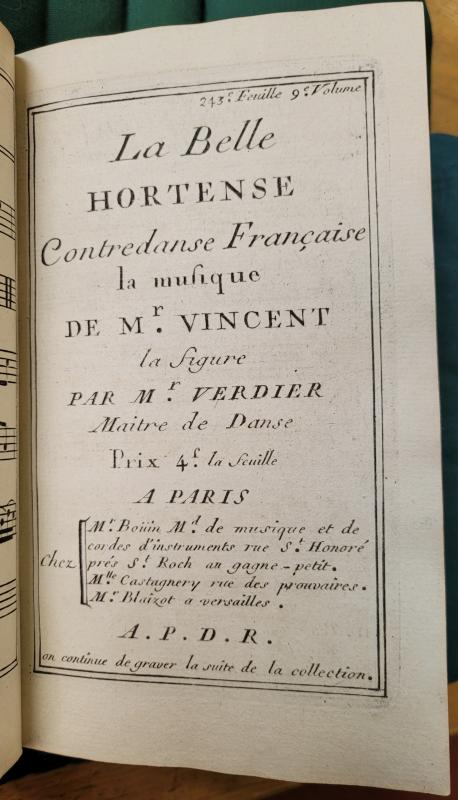 243.e Feuille 9.e Volume
La Belle
HORTENSE
Contredanse Française
la musique
DE M.r VINCENT
la figure
PAR M.r VERDIER
Maitre de Danse
Prix 4.s la feuille
A PARIS
Chez
M.r Boüin M.d de musique et de
cordes d'instruments rue S.t Honoré
prés S.t Roch au gagne-petit.
M.lle Castagnery rue des prouvaires.
M.r Blaizot a versailles.
A. P. D. R.
on continue de graver la suite de la collection.